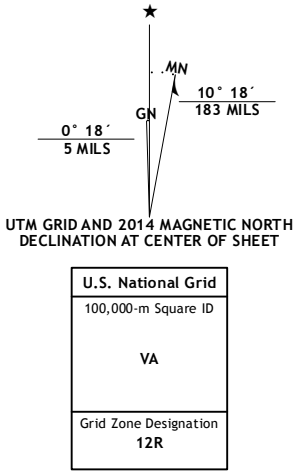 ★
MN
GN
10° 18´
183 MILS
0° 18´
5 MILS
UTM GRID AND 2014 MAGNETIC NORTH
DECLINATION AT CENTER OF SHEET
U.S. National Grid
100,000-m Square ID
VA
Grid Zone Designation
12R